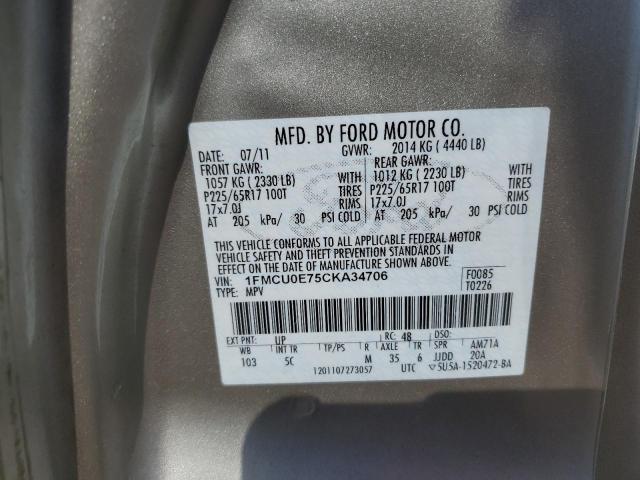 MFD. BY FORD MOTOR CO.
DATE: 07/11 GVWR: 2014 KG ( 4440 LB)
FRONT GAWR: REAR GAWR:
1057 KG ( 2330 LB) 1012 KG ( 2230 LB)
P225/65R17 100T TIRES P225/65R17 100T TIRES
17x7.0J RIMS 17x7.0J RIMS
AT 205 kPa/ 30 PSI COLD AT 205 kPa/ 30 PSI COLD
THIS VEHICLE CONFORMS TO ALL APPLICABLE FEDERAL MOTOR
VEHICLE SAFETY AND THEFT PREVENTION STANDARDS IN
EFFECT ON THE DATE OF MANUFACTURE SHOWN ABOVE.
VIN: 1FMCU0E75CKA34706 F0085
TYPE: MPV T0226
EXT PNT: UP RC: 48 DSO:
WB INT TR TP/PS R AXLE TR SPR AM71A
103 5C M 35 6 JJDD 20A
1201107273057 UTC ▽5U5A-1520472-BA